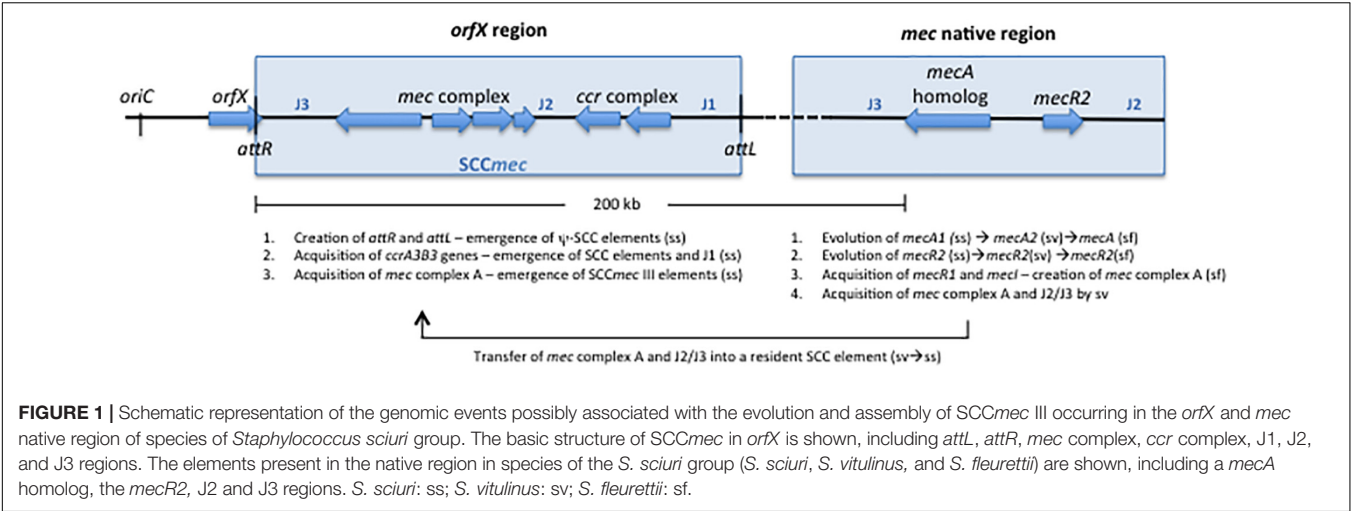 orfX region
mec native region
oriC
orfX
J3
mec complex
J2
ccr complex
J1
J3
mecA
homolog
mecR2
J2
attR
attL
SCCmec
200 kb
1. Creation of attR and attL – emergence of ψ-SCC elements (ss)
2. Acquisition of ccrA3B3 genes – emergence of SCC elements and J1 (ss)
3. Acquisition of mec complex A – emergence of SCCmec III elements (ss)
1. Evolution of mecA1 (ss) → mecA2 (sv)→mecA (sf)
2. Evolution of mecR2 (ss)→mecR2(sv) →mecR2(sf)
3. Acquisition of mecR1 and mecI – creation of mec complex A (sf)
4. Acquisition of mec complex A and J2/J3 by sv
Transfer of mec complex A and J2/J3 into a resident SCC element (sv→ss)
FIGURE 1 | Schematic representation of the genomic events possibly associated with the evolution and assembly of SCCmec III occurring in the orfX and mec
native region of species of Staphylococcus sciuri group. The basic structure of SCCmec in orfX is shown, including attL, attR, mec complex, ccr complex, J1, J2,
and J3 regions. The elements present in the native region in species of the S. sciuri group (S. sciuri, S. vitulinus, and S. fleurettii) are shown, including a mecA
homolog, the mecR2, J2 and J3 regions. S. sciuri: ss; S. vitulinus: sv; S. fleurettii: sf.